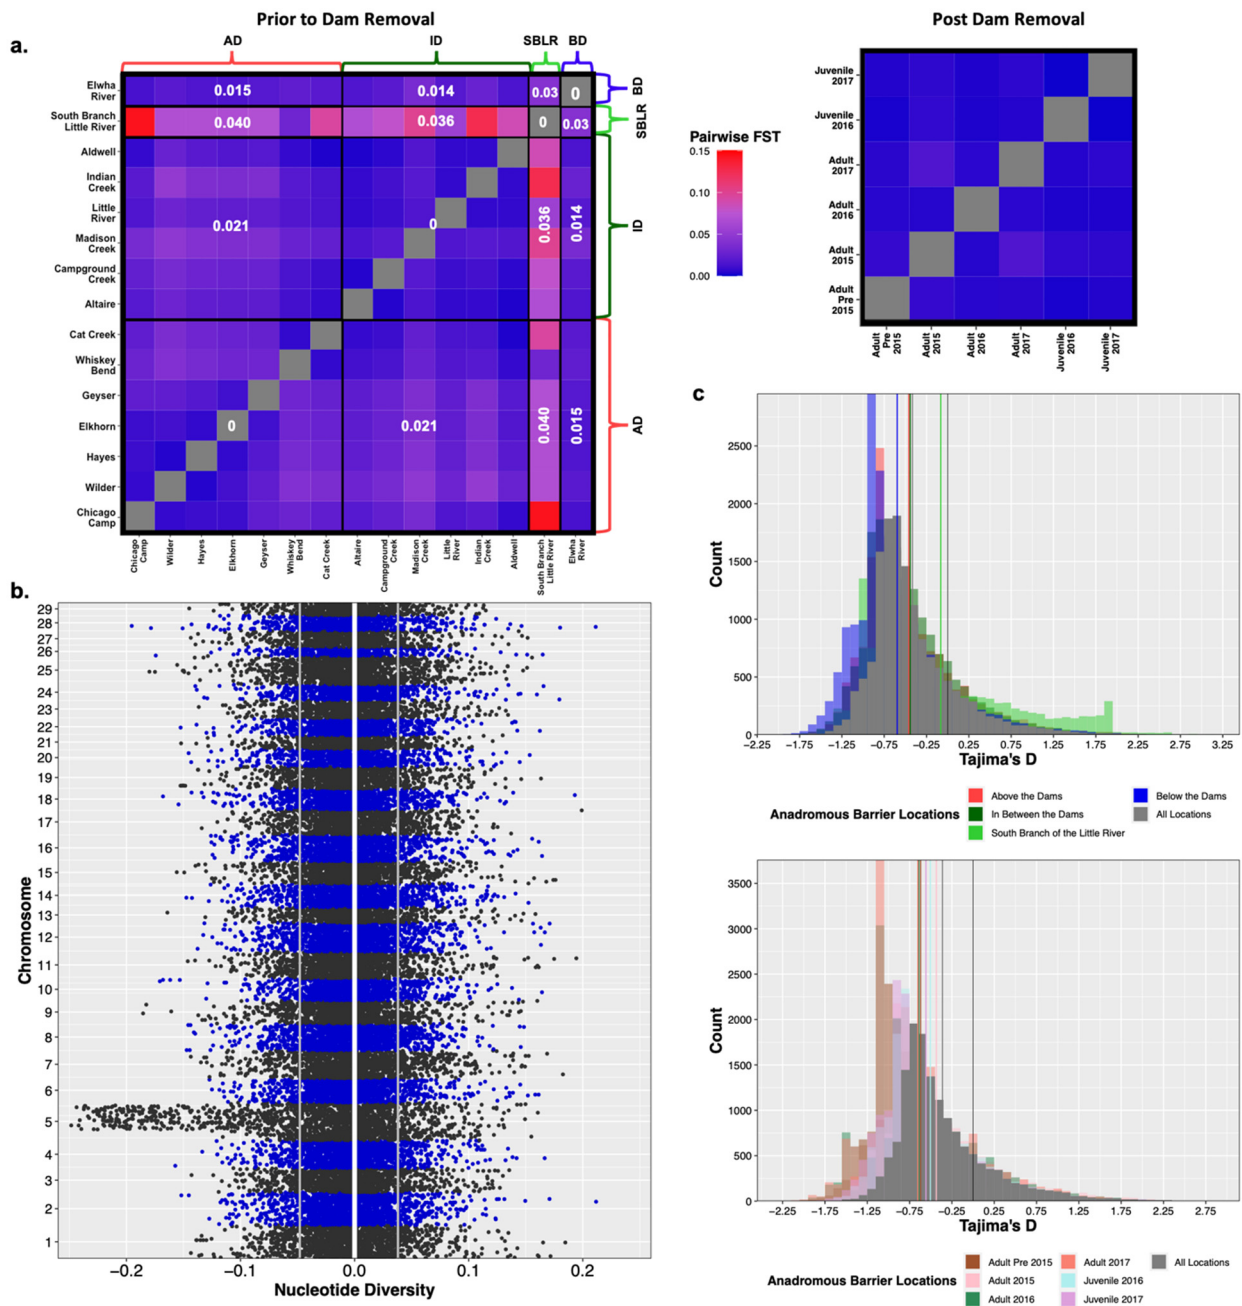 Prior to Dam Removal
Post Dam Removal
a.
AD
ID
SBLR
BD
Elwha
River
0.015
0.014
0.03
0
BD
South Branch
Little River
0.040
0.036
0
0.03
SBLR
Aldwell
Indian
Creek
Little
River
Madison
Creek
Campground
Creek
Altaire
0.021
0
0.036
0.014
ID
Cat Creek
Whiskey
Bend
Geyser
Elkhorn
Hayes
Wilder
Chicago
Camp
0
0.021
0.040
0.015
AD
Chicago
Camp
Wilder
Hayes
Elkhorn
Geyser
Whiskey
Bend
Cat Creek
Altaire
Campground
Creek
Madison
Creek
Little
River
Indian
Creek
Aldwell
South Branch
Little River
Elwha
River
Pairwise FST
0.15
0.10
0.05
0.00
Juvenile
2017
Juvenile
2016
Adult
2017
Adult
2016
Adult
2015
Adult
Pre
2015
Adult
Pre
2015
Adult
2015
Adult
2016
Adult
2017
Juvenile
2016
Juvenile
2017
b.
Chromosome
29
28
27
26
25
24
23
22
21
20
19
18
17
16
15
14
13
12
11
10
9
8
7
6
5
4
3
2
1
−0.2 −0.1 0.0 0.1 0.2
Nucleotide Diversity
c
Count
2500
2000
1500
1000
500
0
−2.25 −1.75 −1.25 −0.75 −0.25 0.25 0.75 1.25 1.75 2.25 2.75 3.25
Tajima's D
Anadromous Barrier Locations
Above the Dams
In Between the Dams
South Branch of the Little River
Below the Dams
All Locations
Count
3500
3000
2500
2000
1500
1000
500
0
−2.25 −1.75 −1.25 −0.75 −0.25 0.25 0.75 1.25 1.75 2.25 2.75
Tajima's D
Anadromous Barrier Locations
Adult Pre 2015
Adult 2015
Adult 2016
Adult 2017
Juvenile 2016
Juvenile 2017
All Locations